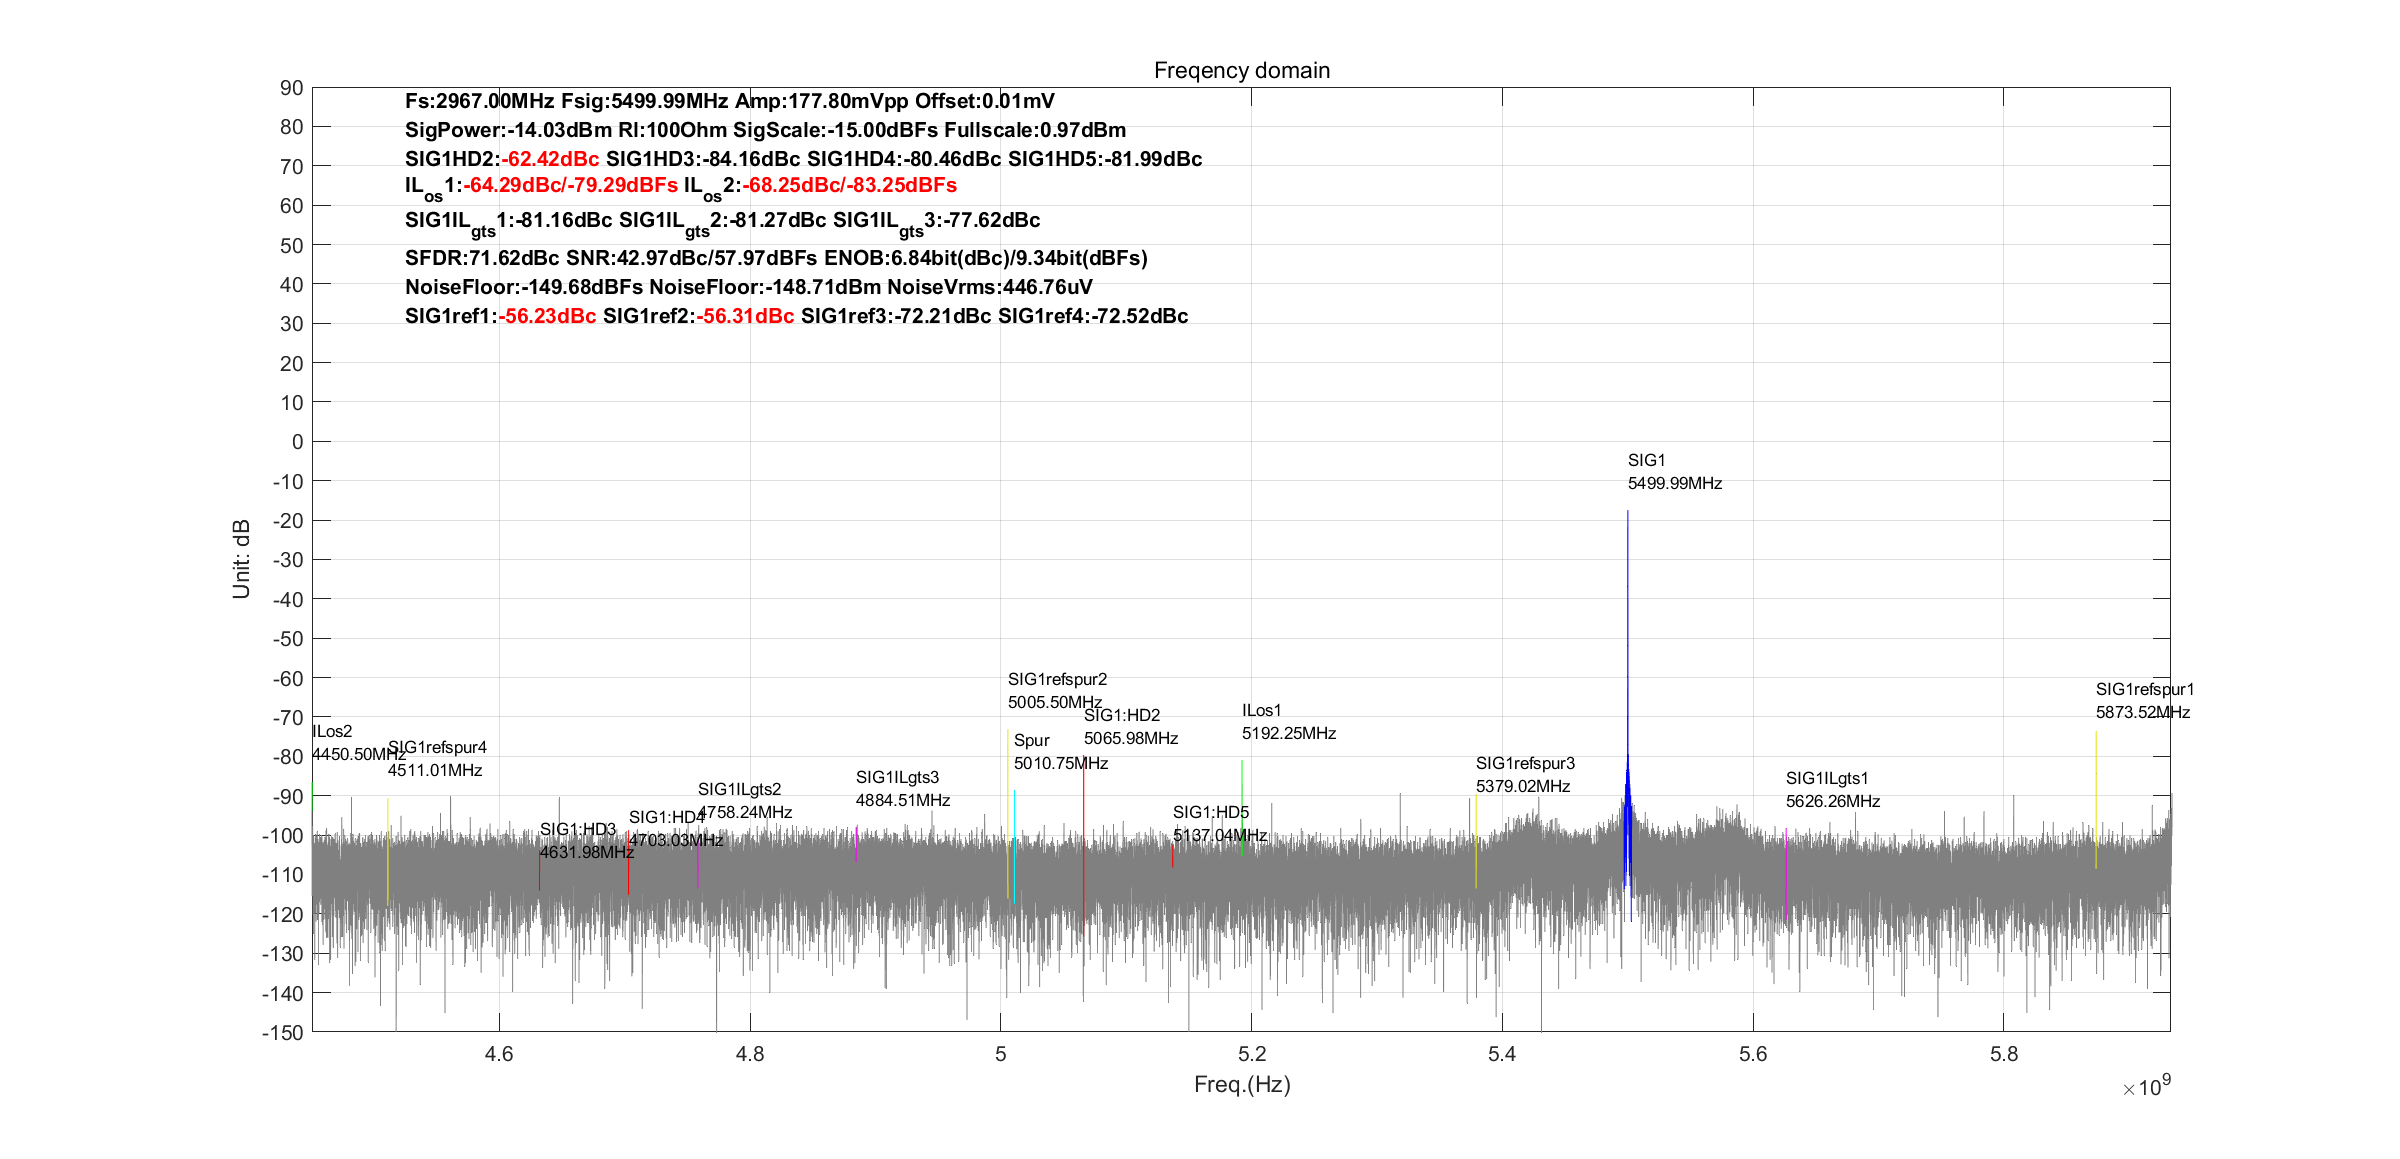 Freqency domain
Fs:2967.00MHz Fsig:5499.99MHz Amp:177.80mVpp Offset:0.01mV
SigPower:-14.03dBm Rl:100Ohm SigScale:-15.00dBFs Fullscale:0.97dBm
SIG1HD2:-62.42dBc SIG1HD3:-84.16dBc SIG1HD4:-80.46dBc SIG1HD5:-81.99dBc
ILos1:-64.29dBc/-79.29dBFs ILos2:-68.25dBc/-83.25dBFs
SIG1ILgts1:-81.16dBc SIG1ILgts2:-81.27dBc SIG1ILgts3:-77.62dBc
SFDR:71.62dBc SNR:42.97dBc/57.97dBFs ENOB:6.84bit(dBc)/9.34bit(dBFs)
NoiseFloor:-149.68dBFs NoiseFloor:-148.71dBm NoiseVrms:446.76uV
SIG1ref1:-56.23dBc SIG1ref2:-56.31dBc SIG1ref3:-72.21dBc SIG1ref4:-72.52dBc
90
80
70
60
50
40
30
20
10
0
-10
-20
-30
-40
-50
-60
-70
-80
-90
-100
-110
-120
-130
-140
-150
Unit: dB
SIG1
5499.99MHz
SIG1refspur2
5005.50MHz
SIG1refspur1
5873.52MHz
ILos1
5192.25MHz
SIG1:HD2
5065.98MHz
ILos2
4450.50MHz
Spur
5010.75MHz
SIG1refspur4
4511.01MHz
SIG1refspur3
5379.02MHz
SIG1ILgts3
4884.51MHz
SIG1ILgts1
5626.26MHz
SIG1ILgts2
4758.24MHz
SIG1:HD5
5137.04MHz
SIG1:HD4
4703.03MHz
SIG1:HD3
4631.98MHz
4.6 4.8 5 5.2 5.4 5.6 5.8
Freq.(Hz)
×10^9